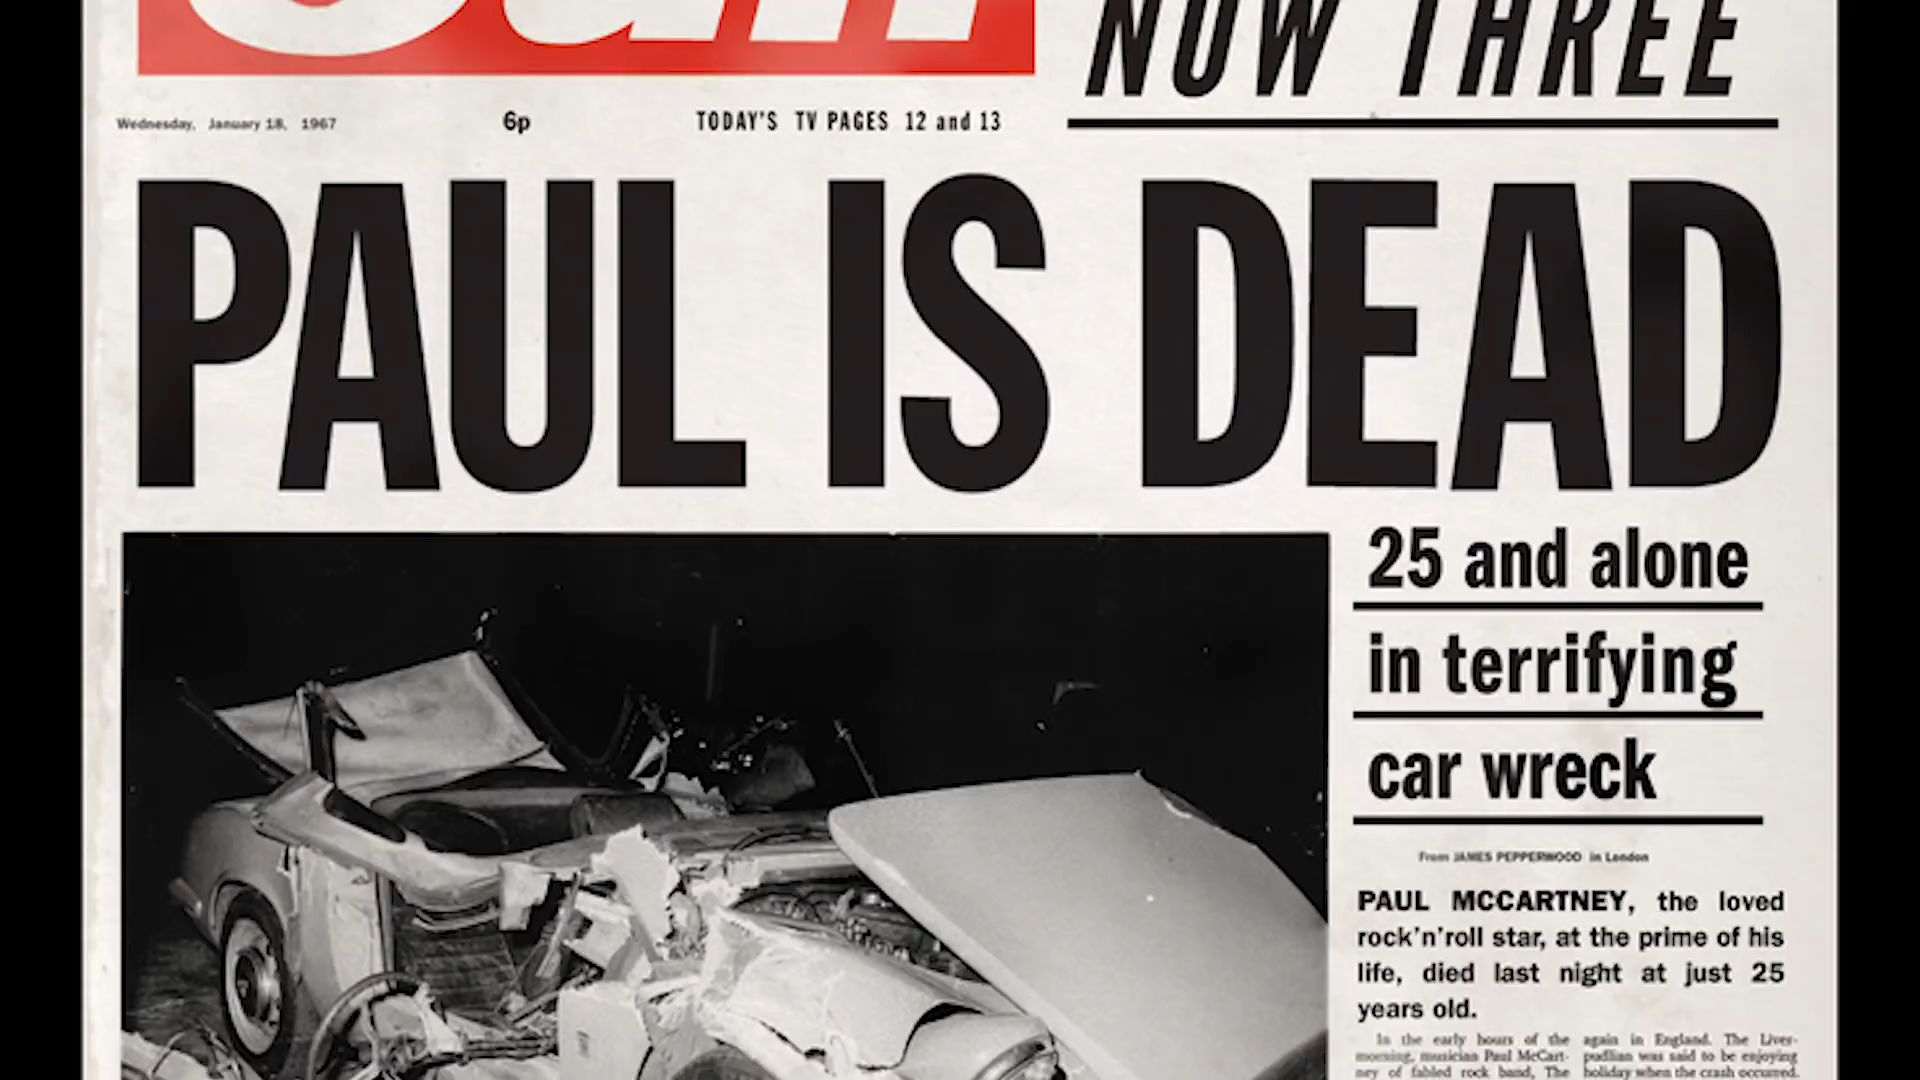 Sun
NOW THREE
Wednesday, January 18, 1967
6p
TODAY'S TV PAGES 12 and 13
PAUL IS DEAD
25 and alone
in terrifying
car wreck
From JAMES PEPPERWOOD in London
PAUL MCCARTNEY, the loved
rock'n'roll star, at the prime of his
life, died last night at just 25
years old.
In the early hours of the
morning, musician Paul McCart-
ney of fabled rock band, The
again in England. The Liver-
pudlian was said to be enjoying
holiday when the crash occurred.